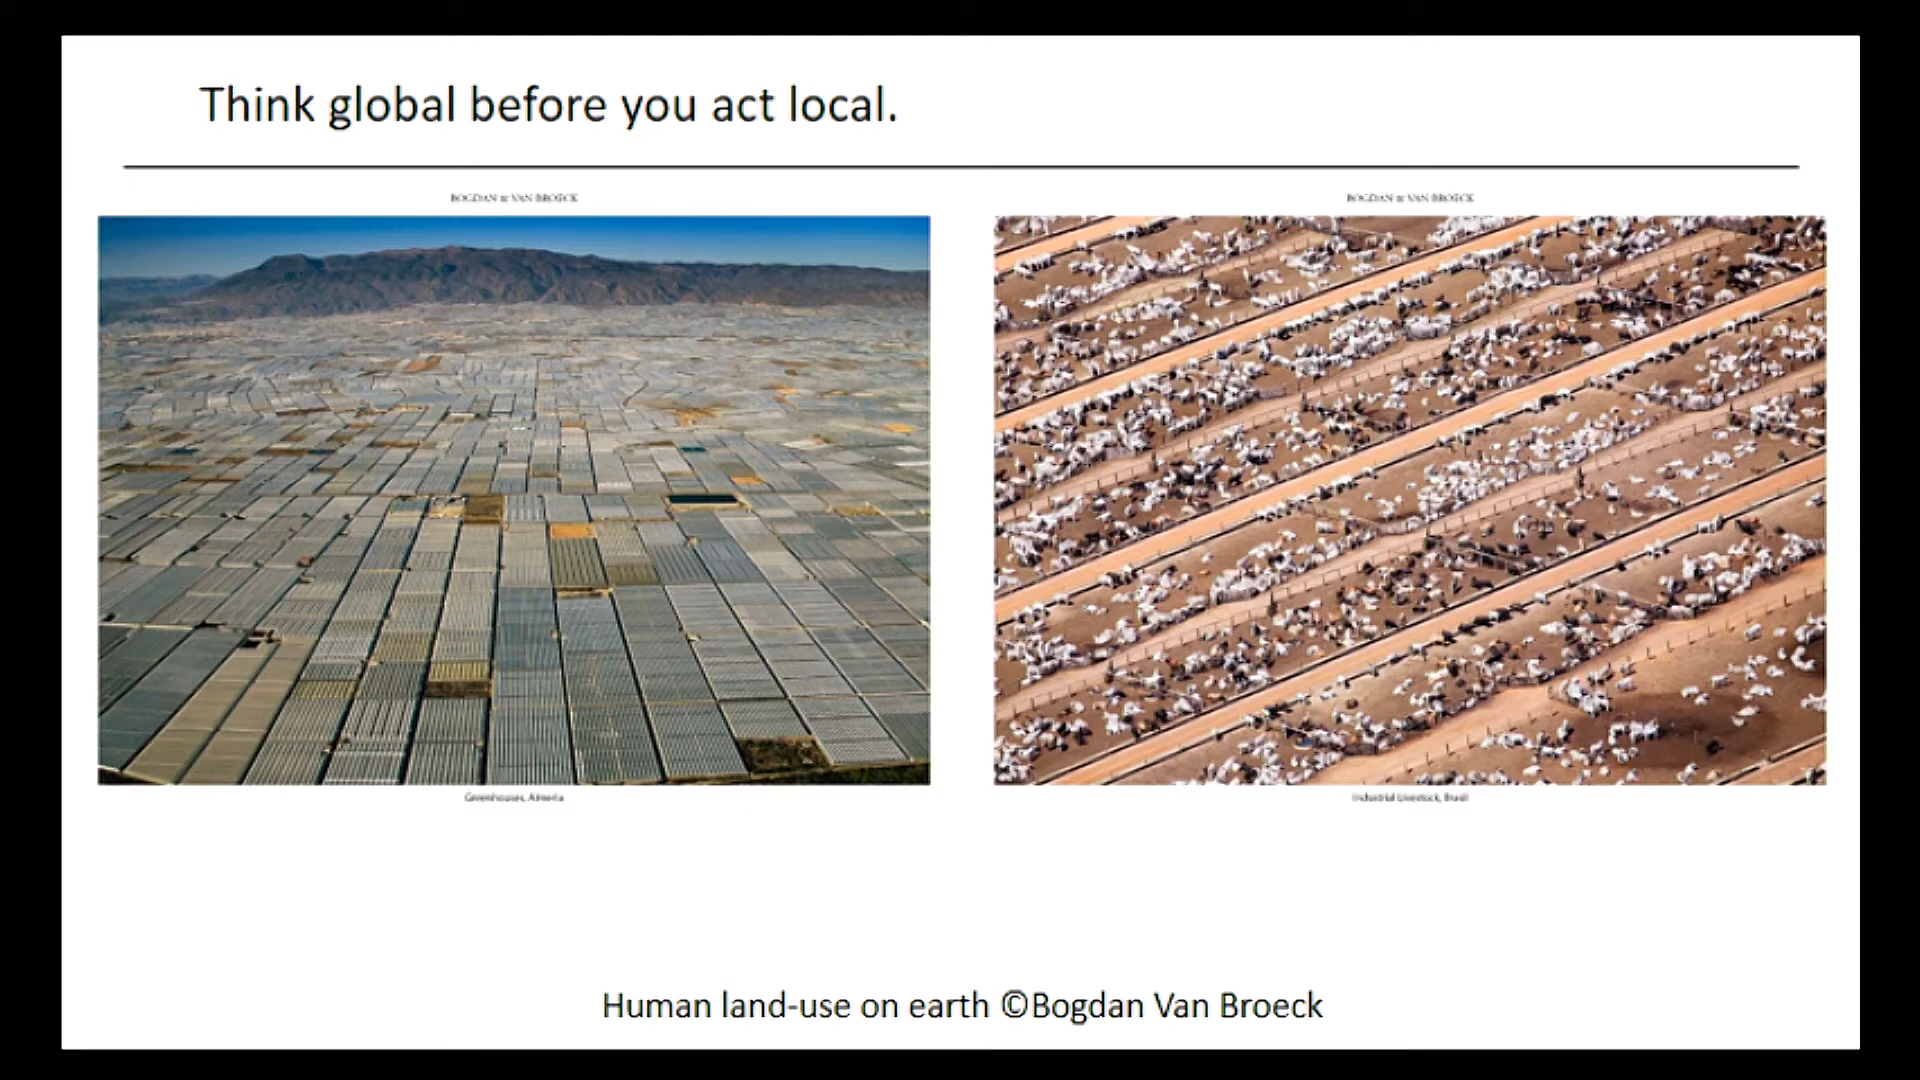 Think global before you act local.
BOGDAN & VAN BROECK
BOGDAN & VAN BROECK
Greenhouses, Almeria
Industrial Livestock, Brasil
Human land-use on earth ©Bogdan Van Broeck